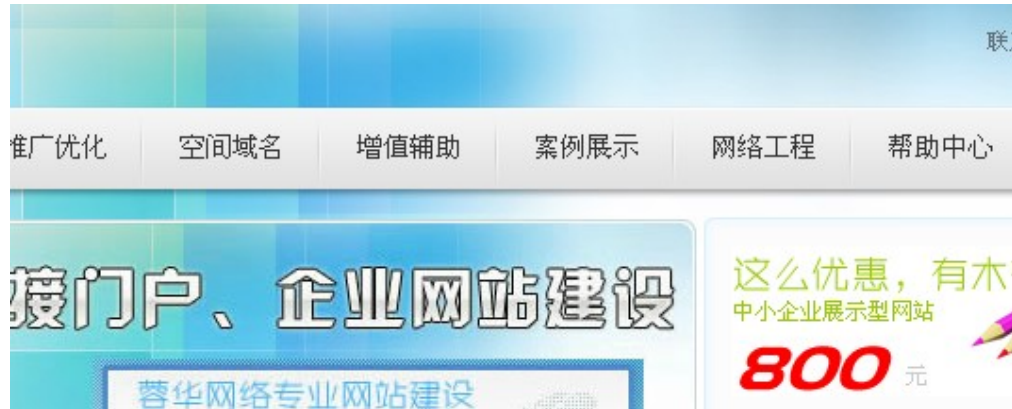 联
推广优化 空间域名 增值辅助 案例展示 网络工程 帮助中心
接门户、企业网站建设
这么优惠，有木
中小企业展示型网站
800 元
蓉华网络专业网站建设